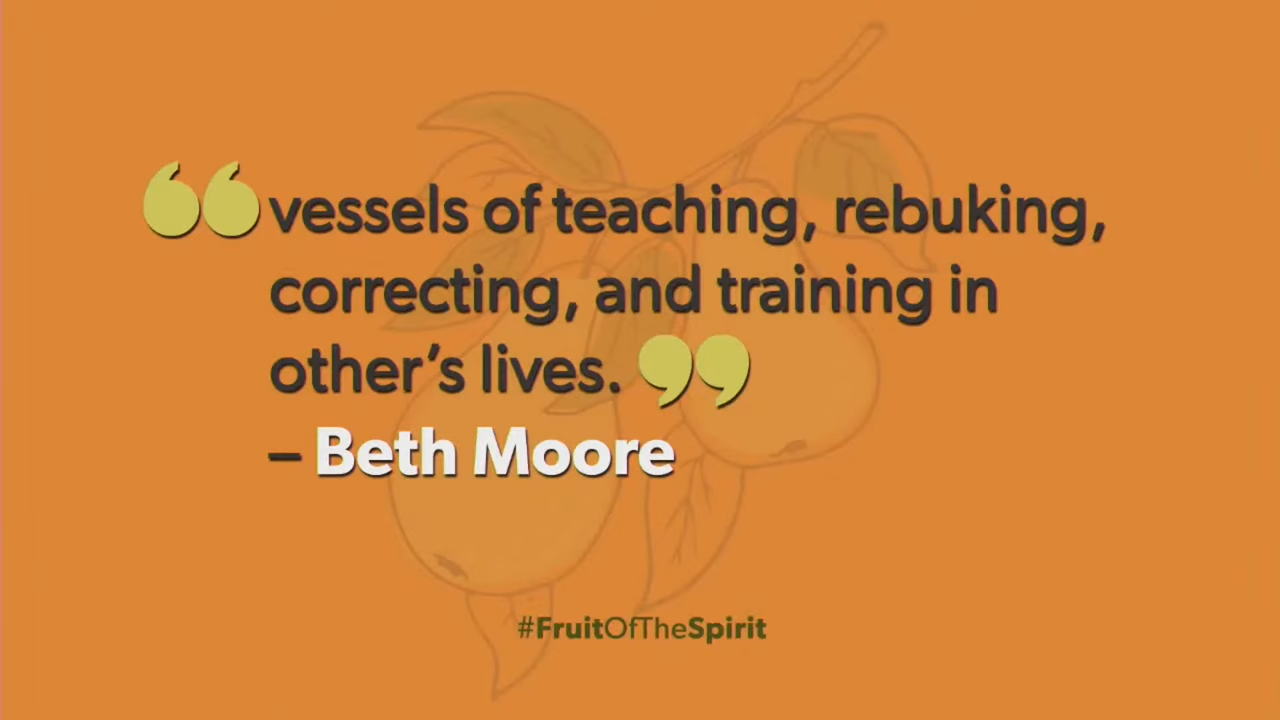 “vessels of teaching, rebuking,
correcting, and training in
other’s lives.”
– Beth Moore
#FruitOfTheSpirit